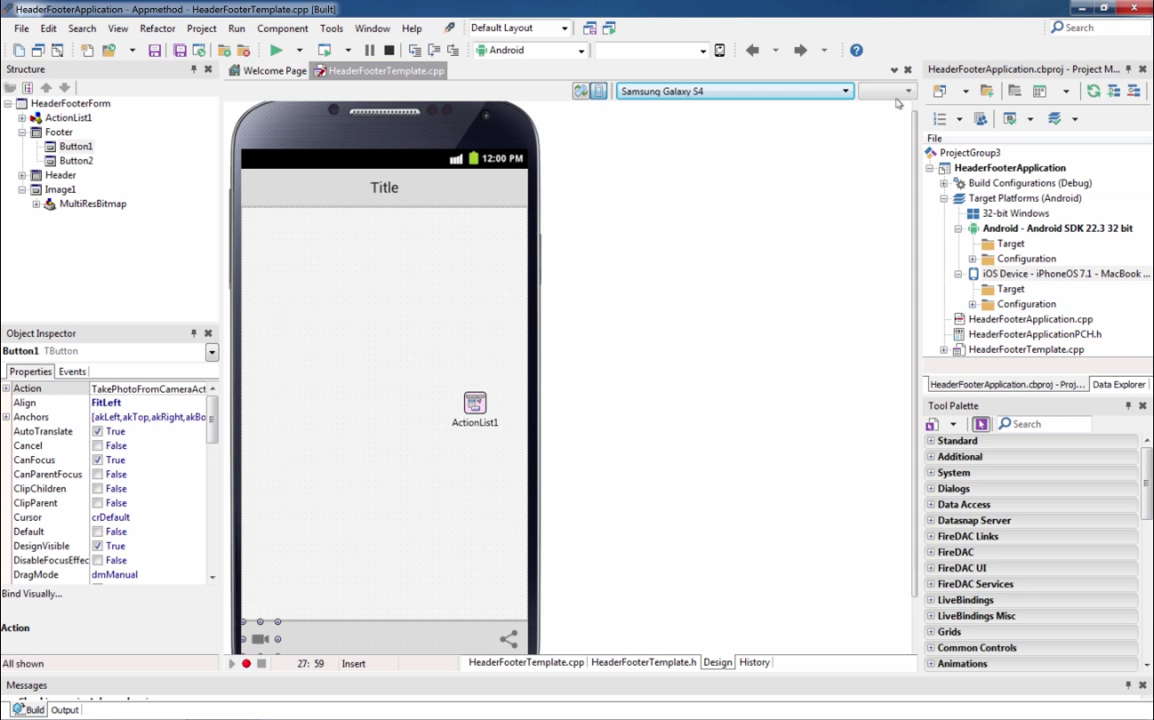 HeaderFooterApplication - Appmethod - HeaderFooterTemplate.cpp [Built]
File Edit Search View Refactor Project Run Component Tools Window Help Default Layout Search
Android
Structure
Welcome Page HeaderFooterTemplate.cpp
HeaderFooterApplication.cbproj - Project M...
Samsung Galaxy S4
HeaderFooterForm
ActionList1
Footer
Button1
Button2
Header
Image1
MultiResBitmap
12:00 PM
Title
ActionList1
File
ProjectGroup3
HeaderFooterApplication
Build Configurations (Debug)
Target Platforms (Android)
32-bit Windows
Android - Android SDK 22.3 32 bit
Target
Configuration
iOS Device - iPhoneOS 7.1 - MacBook ...
Target
Configuration
HeaderFooterApplication.cpp
HeaderFooterApplicationPCH.h
HeaderFooterTemplate.cpp
HeaderFooterApplication.cbproj - Proj... Data Explorer
Object Inspector
Button1 TButton
Properties Events
Action TakePhotoFromCameraAct
Align FitLeft
Anchors [akLeft,akTop,akRight,akBo
AutoTranslate True
Cancel False
CanFocus True
CanParentFocus False
ClipChildren False
ClipParent False
Cursor crDefault
Default False
DesignVisible True
DisableFocusEffec False
DragMode dmManual
Bind Visually...
Action
All shown
Tool Palette
Search
Standard
Additional
System
Dialogs
Data Access
Datasnap Server
FireDAC Links
FireDAC
FireDAC UI
FireDAC Services
LiveBindings
LiveBindings Misc
Grids
Common Controls
Animations
27: 59 Insert
HeaderFooterTemplate.cpp HeaderFooterTemplate.h Design History
Messages
Build Output